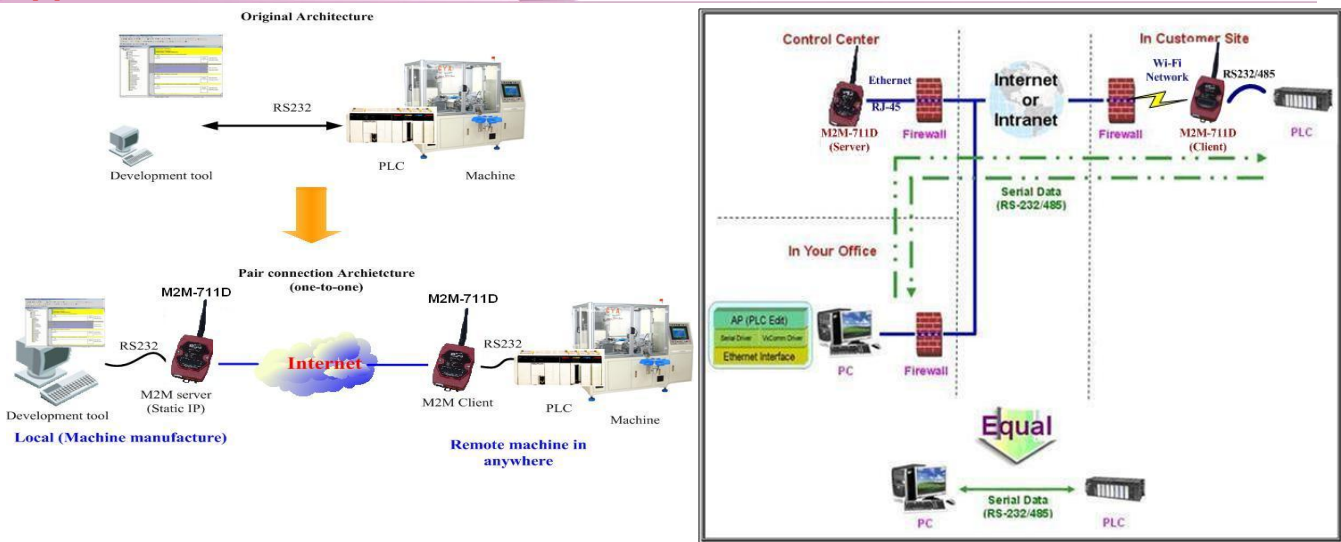 Original Architecture
RS232
PLC
Development tool
Machine
Pair connection Archietcture
(one-to-one)
M2M-711D
M2M-711D
RS232
Internet
RS232
M2M server
(Static IP)
M2M Client
PLC
Development tool
Machine
Local (Machine manufacture)
Remote machine in
anywhere
Control Center
In Customer Site
Ethernet
RJ-45
Internet
or
Intranet
Wi-Fi
Network
RS232/485
M2M-711D
(Server)
Firewall
Firewall
M2M-711D
(Client)
PLC
Serial Data
(RS-232/485)
In Your Office
AP (PLC Edit)
Serial Driver
VxComm Driver
Ethernet Interface
PC
Firewall
Equal
Serial Data
(RS-232/485)
PC
PLC